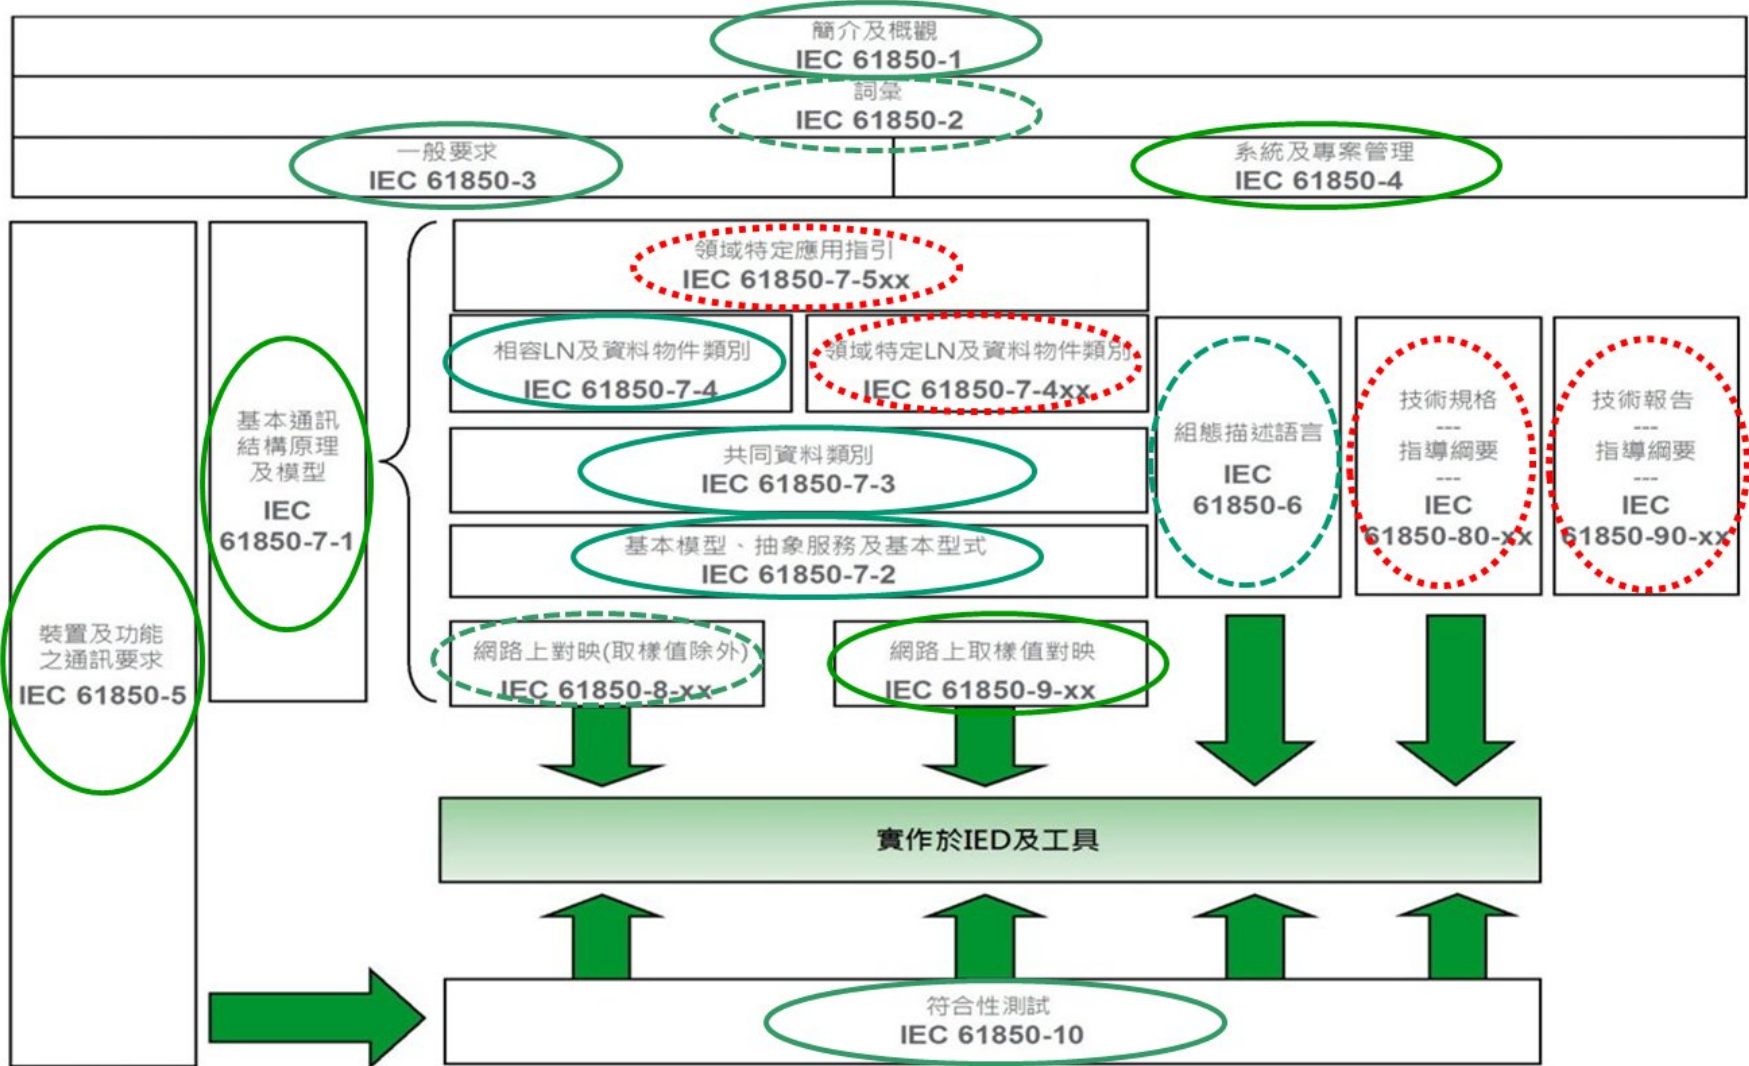 簡介及概觀
IEC 61850-1
詞彙
IEC 61850-2
一般要求
IEC 61850-3
系統及專案管理
IEC 61850-4
裝置及功能
之通訊要求
IEC 61850-5
基本通訊
結構原理
及模型
IEC
61850-7-1
領域特定應用指引
IEC 61850-7-5xx
相容LN及資料物件類別
IEC 61850-7-4
領域特定LN及資料物件類別
IEC 61850-7-4xx
共同資料類別
IEC 61850-7-3
基本模型、抽象服務及基本型式
IEC 61850-7-2
網路上對映(取樣值除外)
IEC 61850-8-xx
網路上取樣值對映
IEC 61850-9-xx
組態描述語言
IEC
61850-6
技術規格
---
指導綱要
---
IEC
61850-80-xx
技術報告
---
指導綱要
---
IEC
61850-90-xx
實作於IED及工具
符合性測試
IEC 61850-10